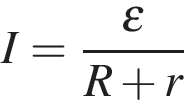 I = ε / (R + r)